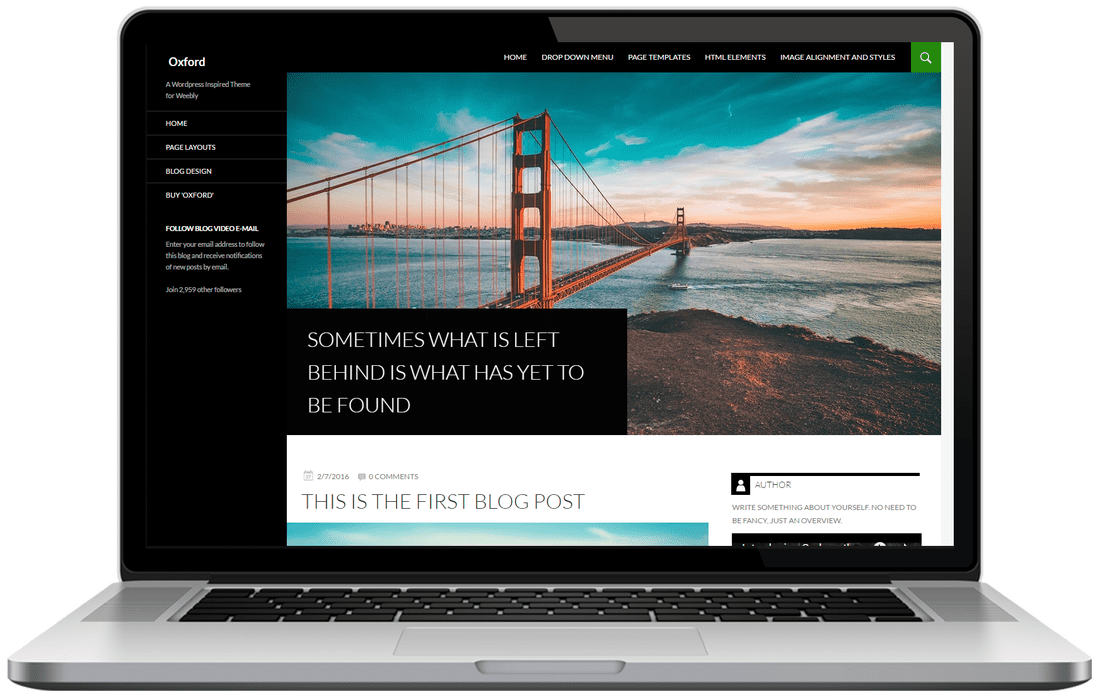 Oxford
A Wordpress Inspired Theme
for Weebly
HOME
PAGE LAYOUTS
BLOG DESIGN
BUY 'OXFORD'
FOLLOW BLOG VIDEO E-MAIL
Enter your email address to follow
this blog and receive notifications
of new posts by email.
Join 2,959 other followers
HOME DROP DOWN MENU PAGE TEMPLATES HTML ELEMENTS IMAGE ALIGNMENT AND STYLES
SOMETIMES WHAT IS LEFT
BEHIND IS WHAT HAS YET TO
BE FOUND
2/7/2016 0 COMMENTS
THIS IS THE FIRST BLOG POST
AUTHOR
WRITE SOMETHING ABOUT YOURSELF. NO NEED TO
BE FANCY, JUST AN OVERVIEW.